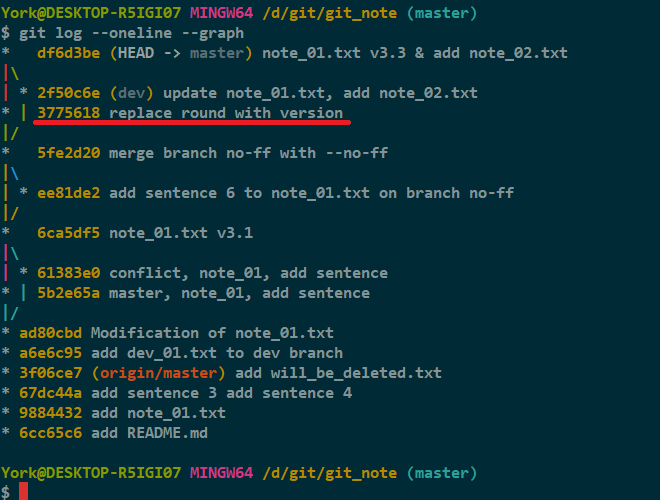 York@DESKTOP-R5IGI07 MINGW64 /d/git/git_note (master)
$ git log --oneline --graph
*   df6d3be (HEAD -> master) note_01.txt v3.3 & add note_02.txt
|\
| * 2f50c6e (dev) update note_01.txt, add note_02.txt
* | 3775618 replace round with version
|/
*   5fe2d20 merge branch no-ff with --no-ff
|\
| * ee81de2 add sentence 6 to note_01.txt on branch no-ff
|/
*   6ca5df5 note_01.txt v3.1
|\
| * 61383e0 conflict, note_01, add sentence
* | 5b2e65a master, note_01, add sentence
|/
* ad80cbd Modification of note_01.txt
* a6e6c95 add dev_01.txt to dev branch
* 3f06ce7 (origin/master) add will_be_deleted.txt
* 67dc44a add sentence 3 add sentence 4
* 9884432 add note_01.txt
* 6cc65c6 add README.md
York@DESKTOP-R5IGI07 MINGW64 /d/git/git_note (master)
$